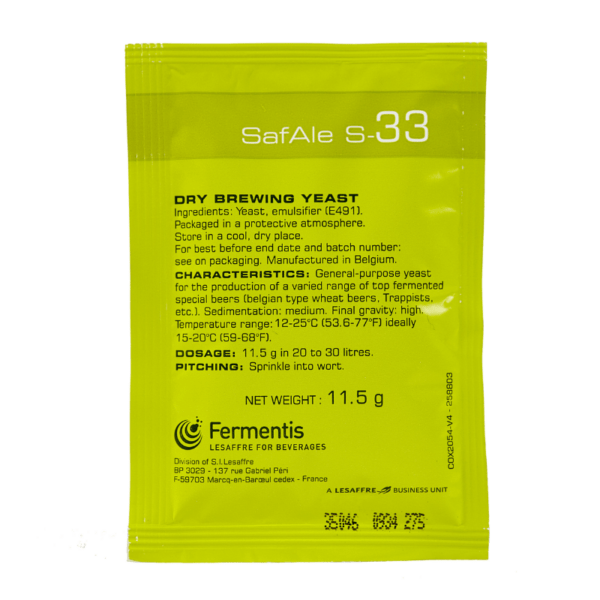 SafAle S-33
DRY BREWING YEAST
Ingredients: Yeast, emulsifier (E491).
Packaged in a protective atmosphere.
Store in a cool, dry place.
For best before end date and batch number:
see on packaging. Manufactured in Belgium.
CHARACTERISTICS: General-purpose yeast
for the production of a varied range of top fermented
special beers (belgian type wheat beers, Trappists,
etc.). Sedimentation: medium. Final gravity: high.
Temperature range: 12-25°C (53.6-77°F) ideally
15-20°C (59-68°F).
DOSAGE: 11.5 g in 20 to 30 litres.
PITCHING: Sprinkle into wort.
NET WEIGHT : 11.5 g
Fermentis
LESAFFRE FOR BEVERAGES
Division of S.I.Lesaffre
BP 3029 - 137 rue Gabriel Péri
F-59703 Marcq-en-Barœul cedex - France
A LESAFFRE BUSINESS UNIT
CDX2054-V4 - 258803
35046 0934 275